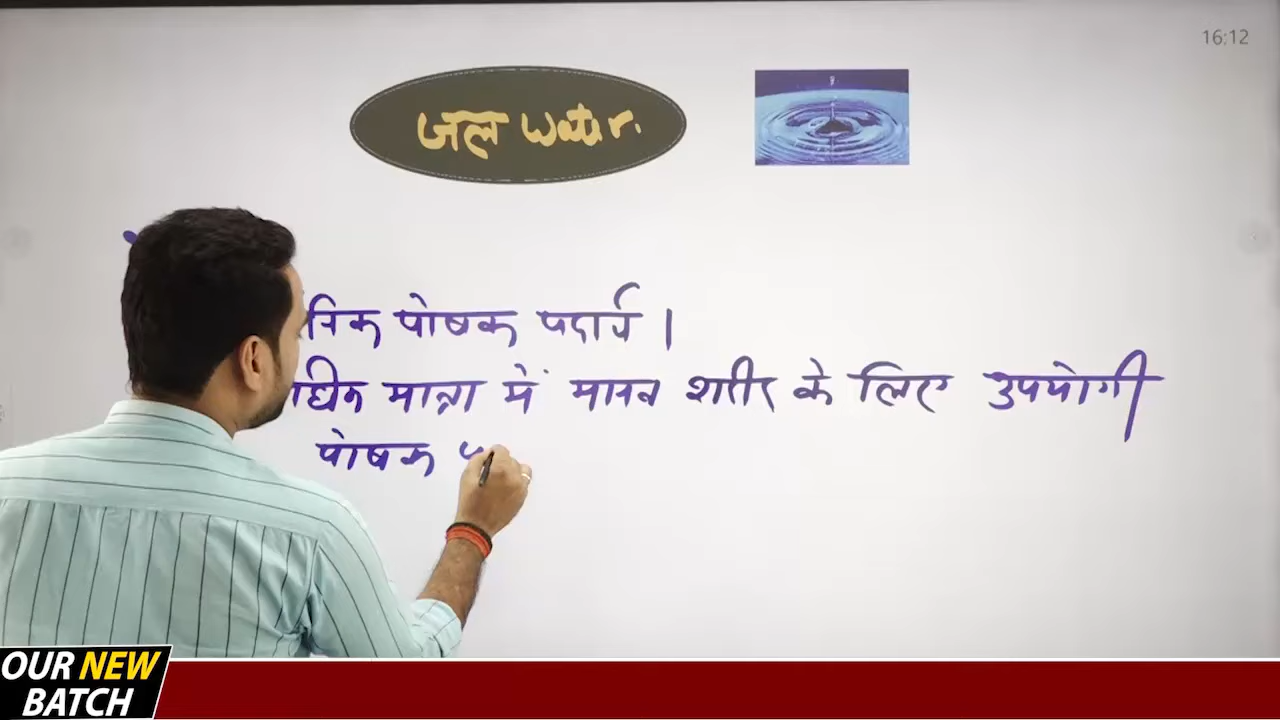 16:12
जल water.
पोषक पदार्थ ।
मात्रा में मानव शरीर के लिए उपयोगी
पोषक
OUR NEW
BATCH